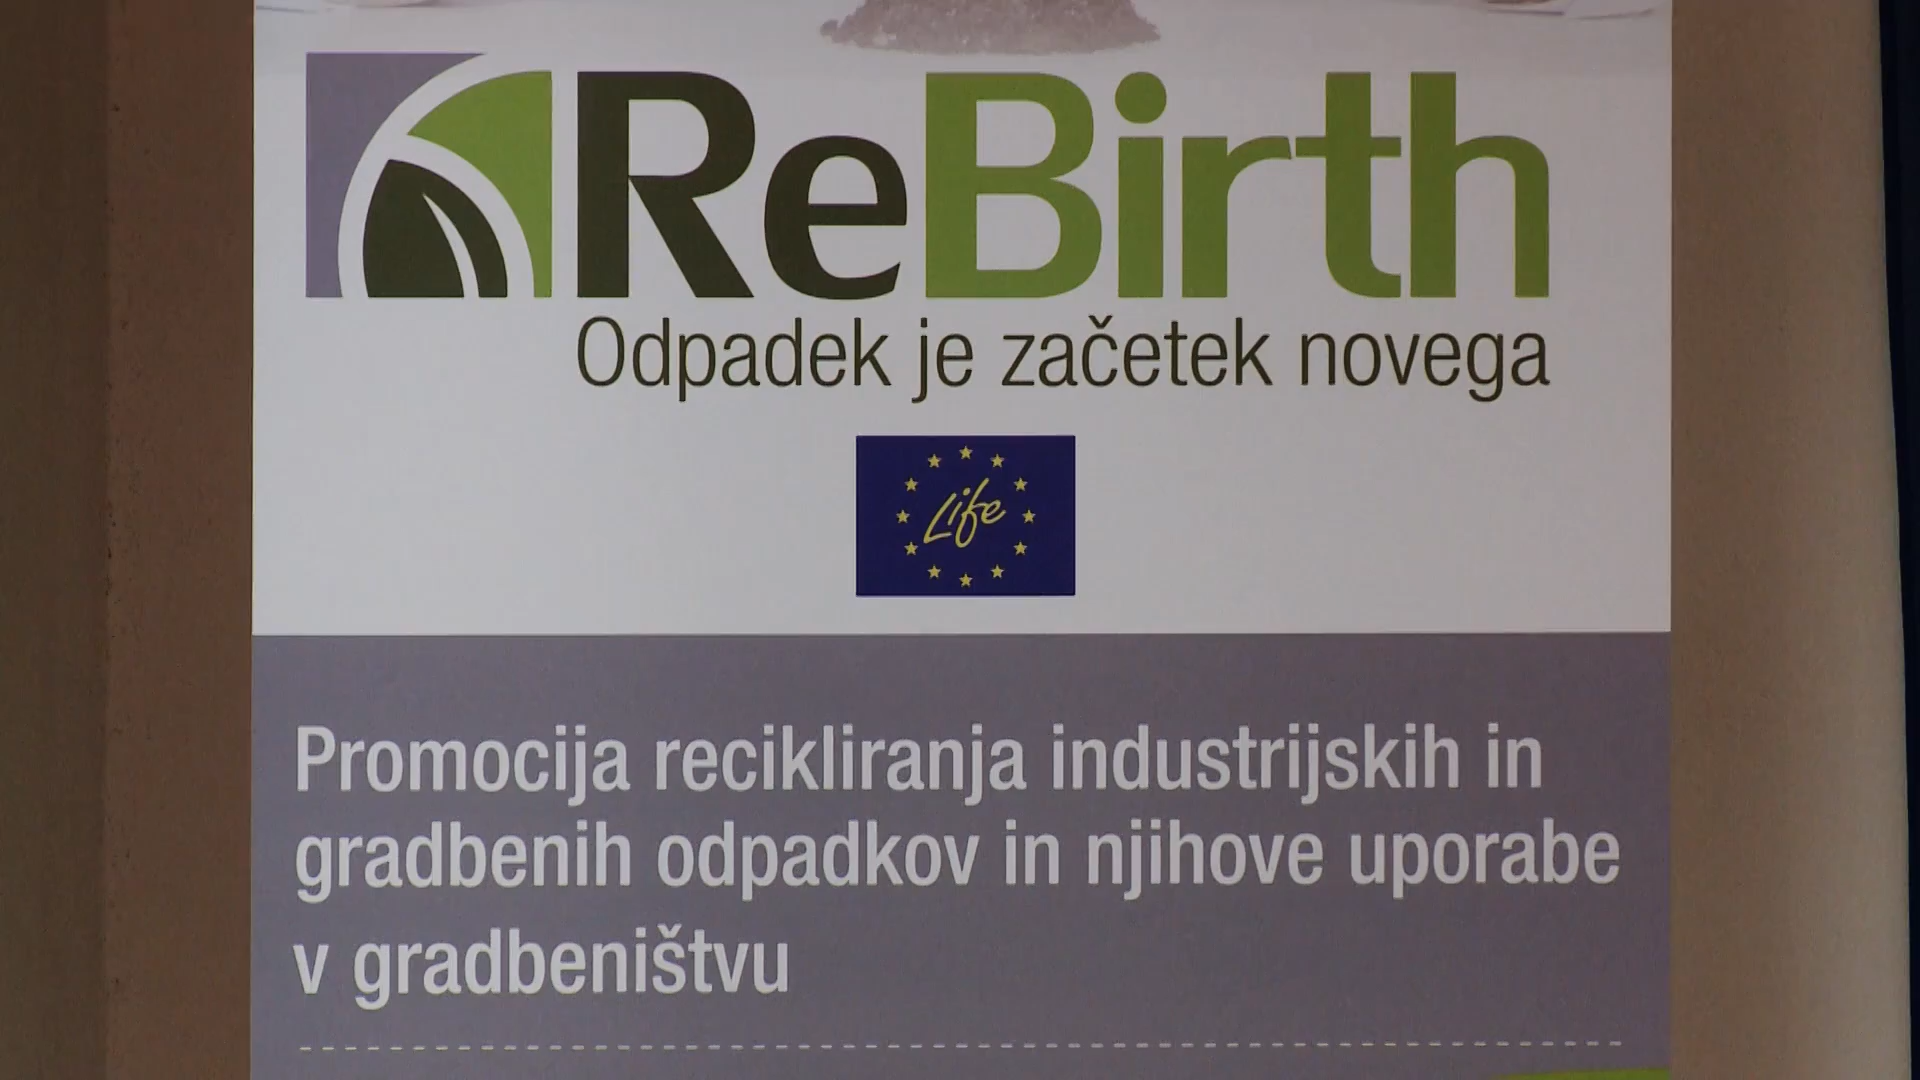 ReBirth
Odpadek je začetek novega
Life
Promocija recikliranja industrijskih in
gradbenih odpadkov in njihove uporabe
v gradbeništvu